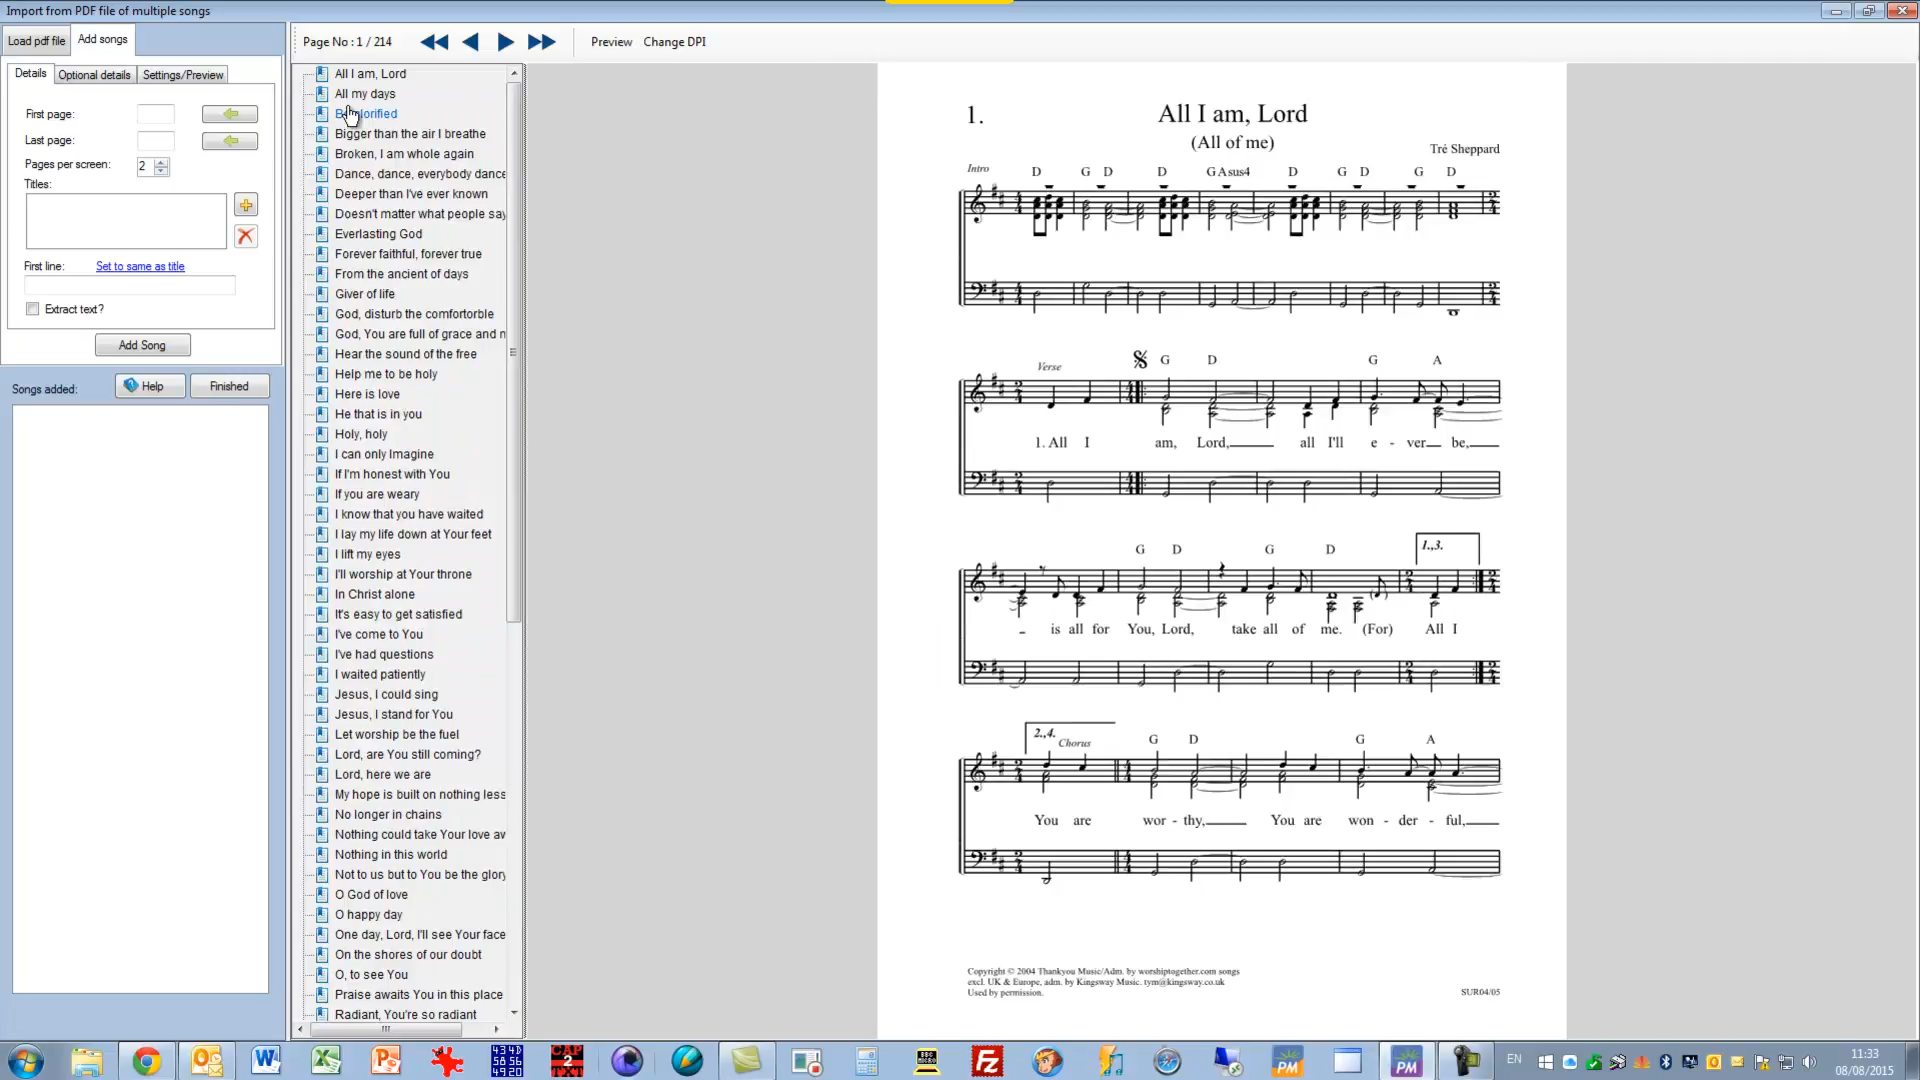 Import from PDF file of multiple songs
Load pdf file
Add songs
Page No : 1 / 214
Preview
Change DPI
Details
Optional details
Settings/Preview
First page:
Last page:
Pages per screen:
2
Titles:
First line:
Set to same as title
Extract text?
Add Song
Songs added:
Help
Finished
All I am, Lord
All my days
Bigger than the air I breathe
Broken, I am whole again
Dance, dance, everybody dance
Deeper than I've ever known
Doesn't matter what people say
Everlasting God
Forever faithful, forever true
From the ancient of days
Giver of life
God, disturb the comfortorble
God, You are full of grace and
Hear the sound of the free
Help me to be holy
Here is love
He that is in you
Holy, holy
I can only Imagine
If I'm honest with You
If you are weary
I know that you have waited
I lay my life down at Your feet
I lift my eyes
I'll worship at Your throne
In Christ alone
It's easy to get satisfied
I've come to You
I've had questions
I waited patiently
Jesus, I could sing
Jesus, I stand for You
Let worship be the fuel
Lord, are You still coming?
Lord, here we are
My hope is built on nothing less
No longer in chains
Nothing could take Your love av
Nothing in this world
Not to us but to You be the glory
O God of love
O happy day
One day, Lord, I'll see Your face
On the shores of our doubt
O, to see You
Praise awaits You in this place
Radiant, You're so radiant
1.
All I am, Lord
(All of me)
Tré Sheppard
Intro
D G D D G Asus4 D G D G D
Verse
G D G A
1. All I am, Lord, all I'll e - ver be,
G D G D
1.,3.
is all for You, Lord, take all of me. (For) All I
2.,4.
Chorus
G D G A
You are wor - thy, You are won - der - ful,
Copyright © 2004 Thankyou Music/Adm. by worshiptogether.com songs
excl. UK & Europe, adm. by Kingsway Music. tym@kingsway.co.uk
Used by permission.
SUR04/05
434D
5856
4920
CAP
2
TXT
PM
PM
EN
11:33
08/08/2015